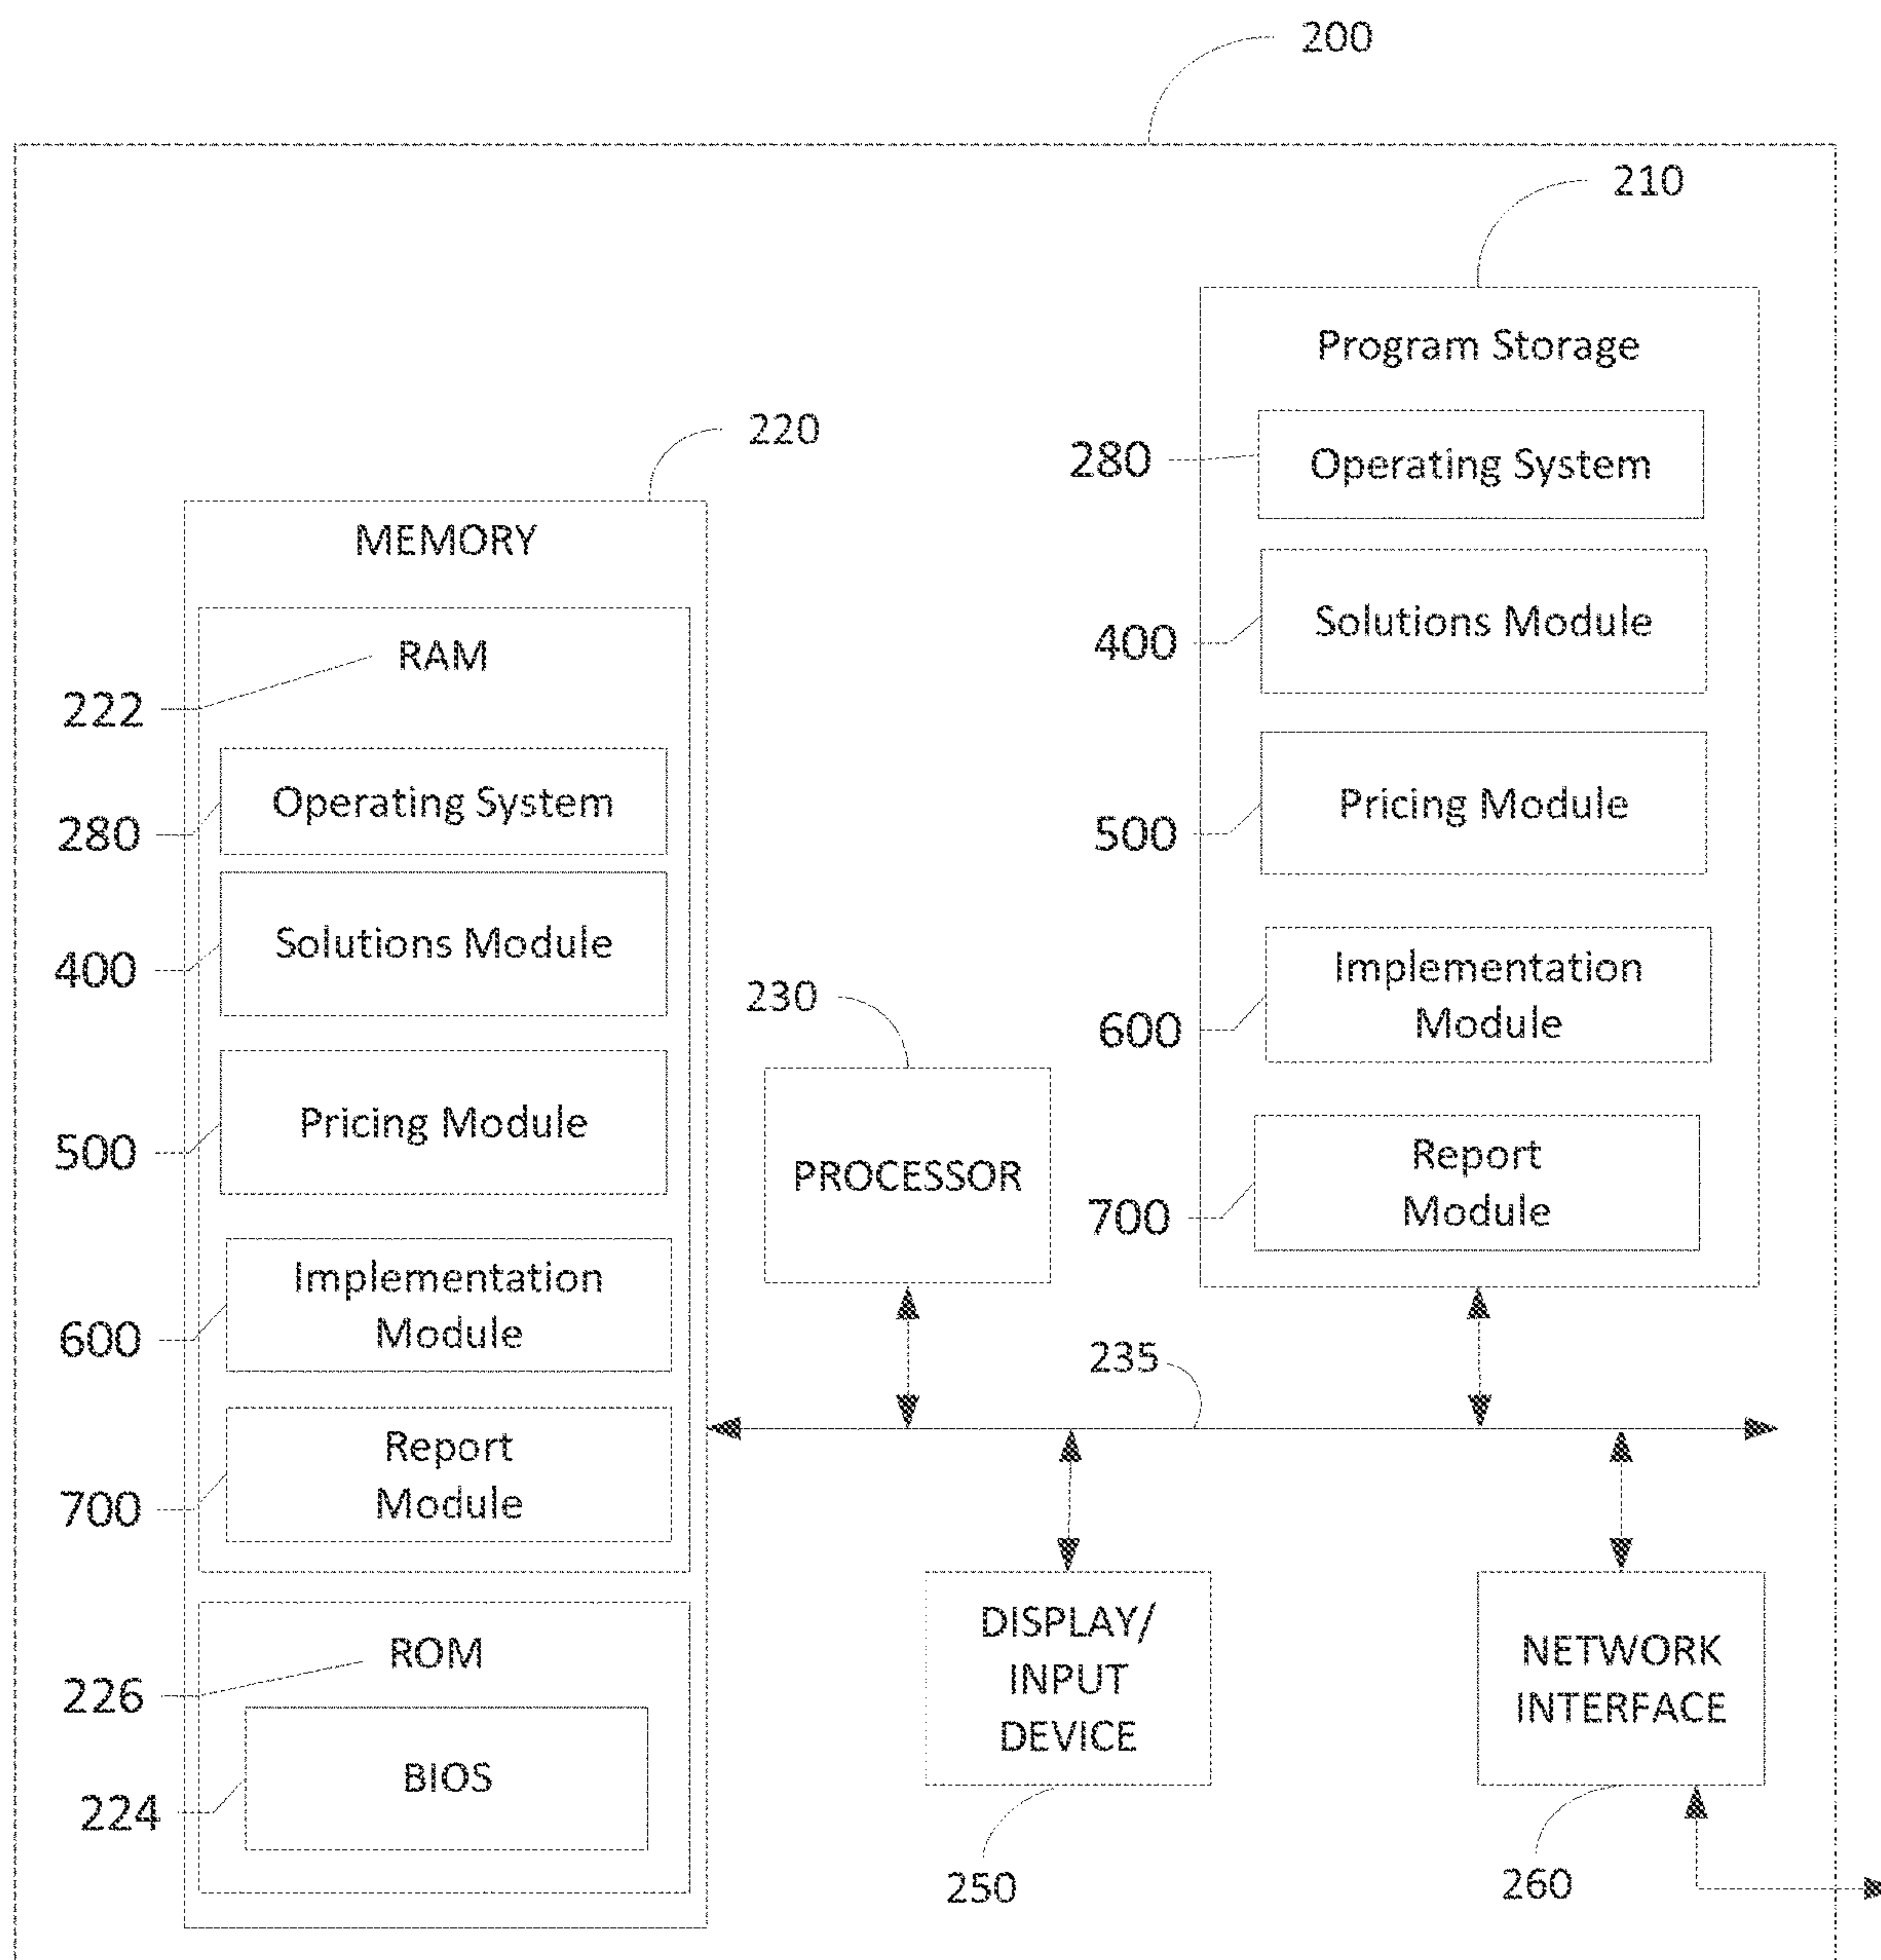 200
210
Program Storage
280
Operating System
400
Solutions Module
500
Pricing Module
600
Implementation
Module
700
Report
Module
220
MEMORY
222
RAM
280
Operating System
400
Solutions Module
500
Pricing Module
600
Implementation
Module
700
Report
Module
226
ROM
224
BIOS
230
PROCESSOR
235
DISPLAY/
INPUT
DEVICE
250
NETWORK
INTERFACE
260